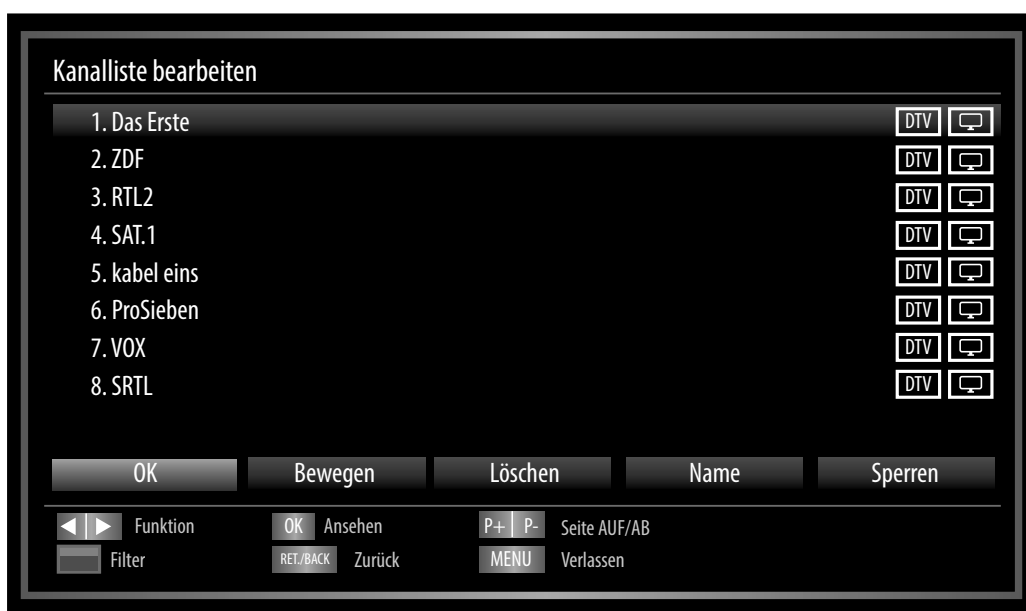 Kanalliste bearbeiten
1. Das Erste DTV
2. ZDF DTV
3. RTL2 DTV
4. SAT.1 DTV
5. kabel eins DTV
6. ProSieben DTV
7. VOX DTV
8. SRTL DTV
OK Bewegen Löschen Name Sperren
Funktion OK Ansehen P+ P- Seite AUF/AB
Filter RET./BACK Zurück MENU Verlassen